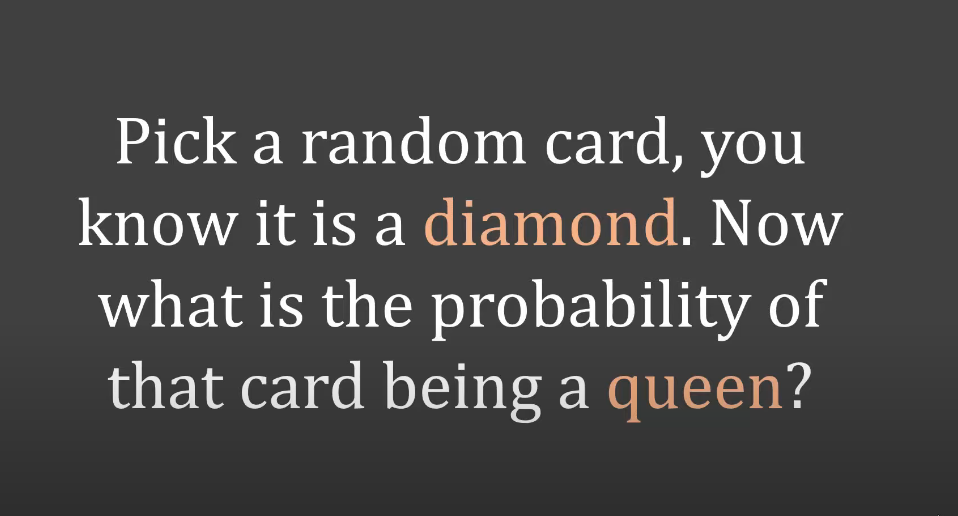 Pick a random card, you
know it is a diamond. Now
what is the probability of
that card being a queen?